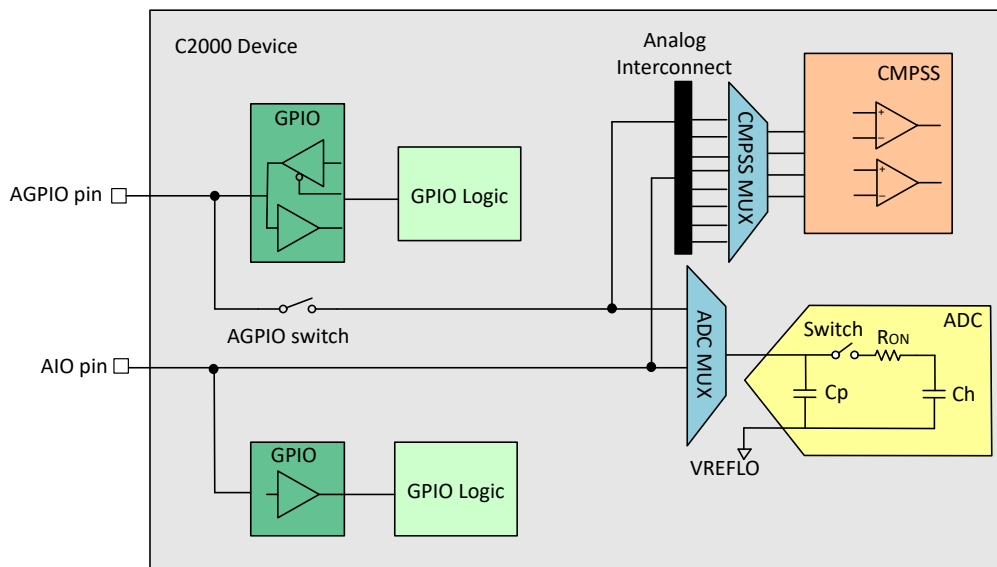 C2000 Device
Analog
Interconnect
CMPSS
GPIO
+
−
+
−
CMPSS MUX
GPIO Logic
AGPIO pin
AGPIO switch
ADC MUX
ADC
Switch
RON
AIO pin
Cp
Ch
GPIO
VREFLO
GPIO Logic